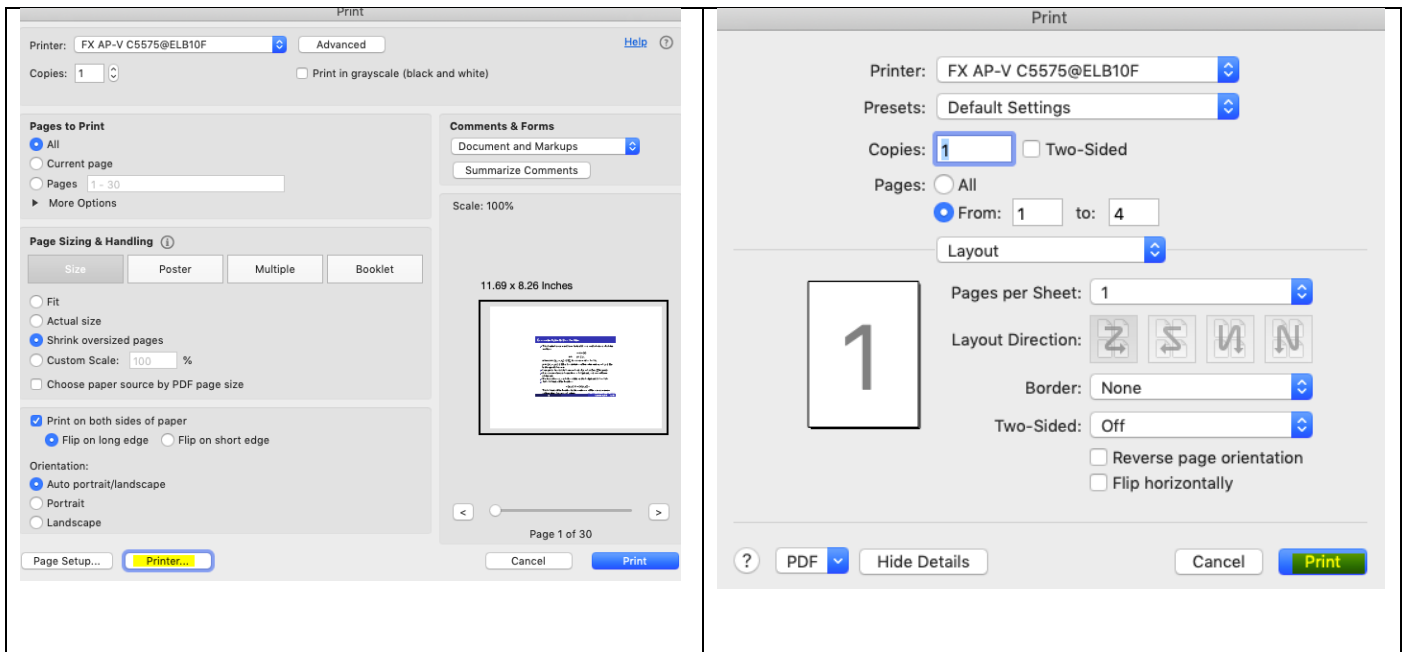 Print
Printer: FX AP-V C5575@ELB10F Advanced Help ?
Copies: 1 Print in grayscale (black and white)
Pages to Print
All
Current page
Pages 1 - 30
More Options
Comments & Forms
Document and Markups
Summarize Comments
Scale: 100%
Page Sizing & Handling i
Size Poster Multiple Booklet
Fit
Actual size
Shrink oversized pages
Custom Scale: 100 %
Choose paper source by PDF page size
11.69 x 8.26 Inches
Print on both sides of paper
Flip on long edge Flip on short edge
Orientation:
Auto portrait/landscape
Portrait
Landscape
< >
Page 1 of 30
Page Setup... Printer... Cancel Print
Print
Printer: FX AP-V C5575@ELB10F
Presets: Default Settings
Copies: 1 Two-Sided
Pages: All
From: 1 to: 4
Layout
1
Pages per Sheet: 1
Layout Direction:
Border: None
Two-Sided: Off
Reverse page orientation
Flip horizontally
? PDF Hide Details Cancel Print